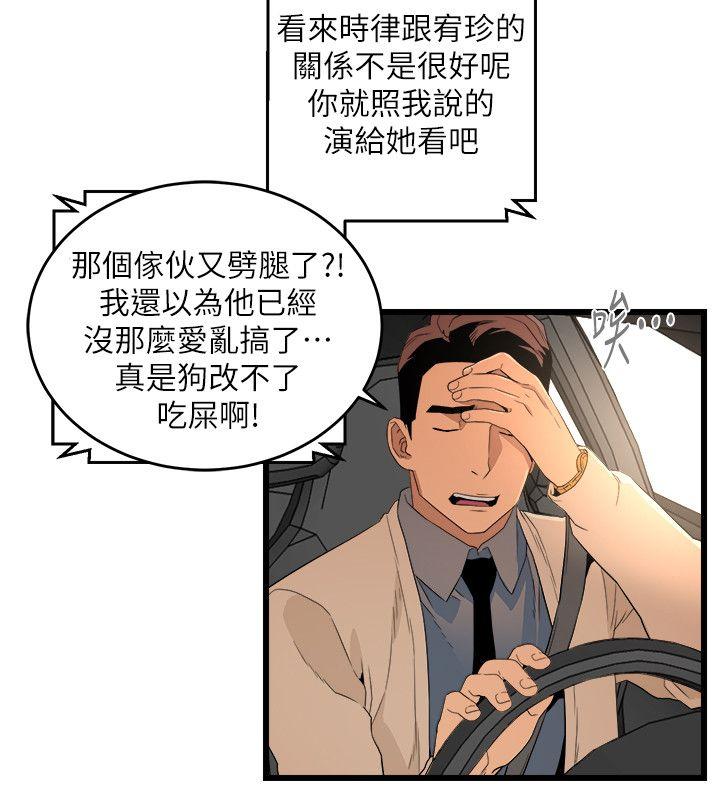 看來時律跟宥珍的
關係不是很好呢
你就照我說的
演給她看吧
那個傢伙又劈腿了?!
我還以為他已經
沒那麼愛亂搞了…
真是狗改不了
吃屎啊!
唉…